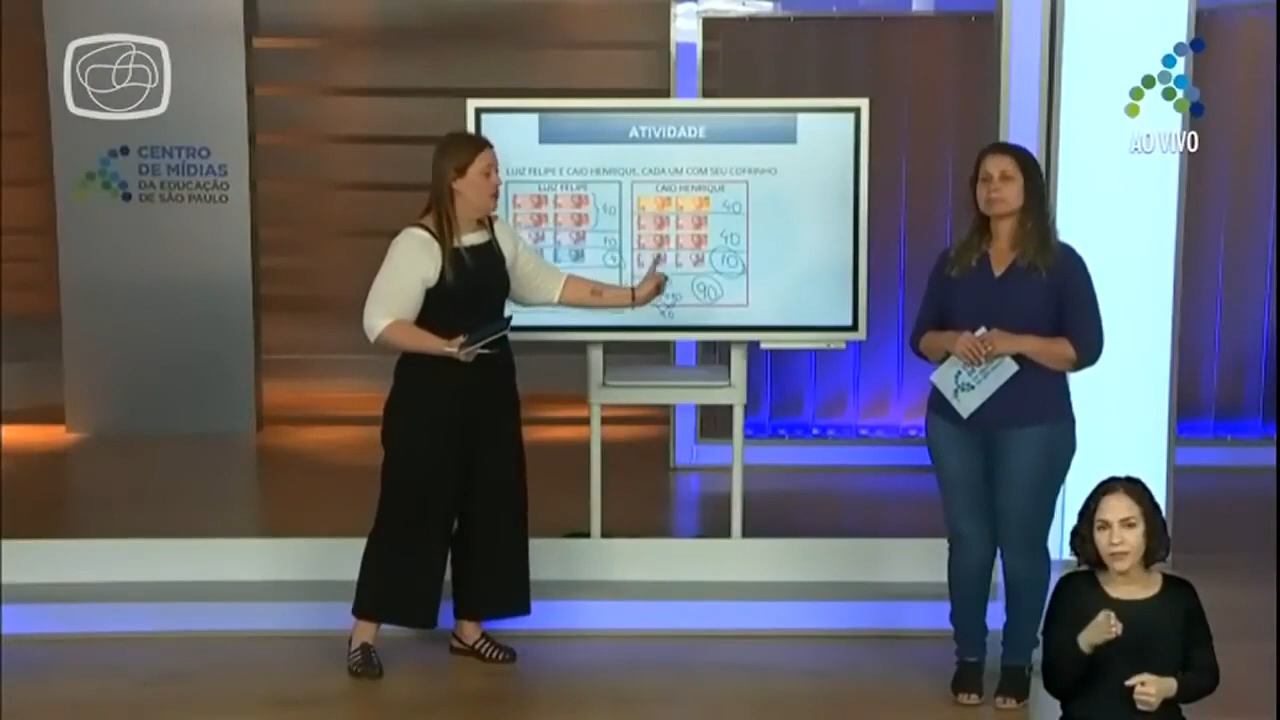 CENTRO
DE MÍDIAS
DA EDUCAÇÃO
DE SÃO PAULO
AO VIVO
ATIVIDADE
LUIZ FELIPE E CAIO HENRIQUE, CADA UM COM SEU COFRINHO
LUIZ FELIPE
CAIO HENRIQUE
40
40
10
90